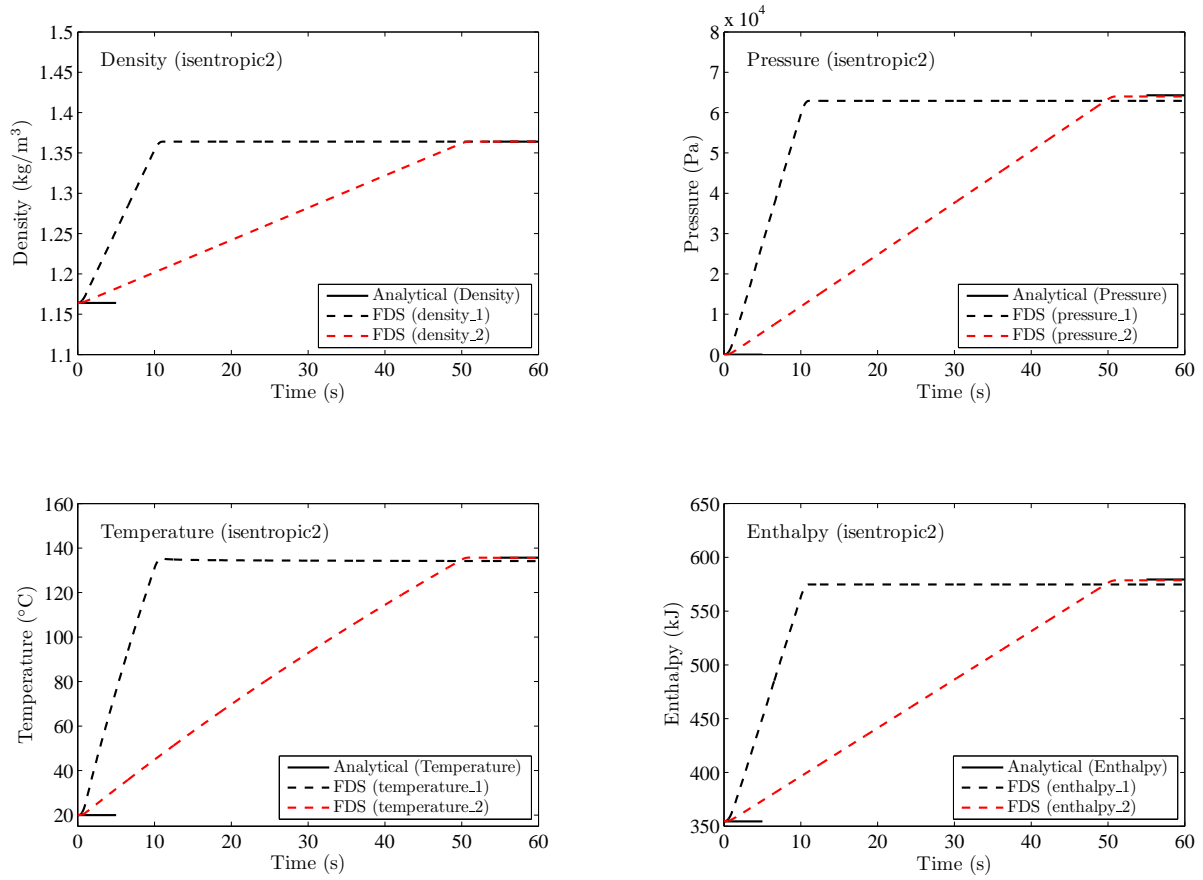 Density (isentropic2)
1.5
1.45
1.4
1.35
1.3
1.25
1.2
1.15
1.1
Density (kg/m³)
0 10 20 30 40 50 60
Time (s)
Analytical (Density)
FDS (density_1)
FDS (density_2)
x 10⁴
Pressure (isentropic2)
8
7
6
5
4
3
2
1
0
Pressure (Pa)
0 10 20 30 40 50 60
Time (s)
Analytical (Pressure)
FDS (pressure_1)
FDS (pressure_2)
Temperature (isentropic2)
160
140
120
100
80
60
40
20
Temperature (°C)
0 10 20 30 40 50 60
Time (s)
Analytical (Temperature)
FDS (temperature_1)
FDS (temperature_2)
Enthalpy (isentropic2)
650
600
550
500
450
400
350
Enthalpy (kJ)
0 10 20 30 40 50 60
Time (s)
Analytical (Enthalpy)
FDS (enthalpy_1)
FDS (enthalpy_2)